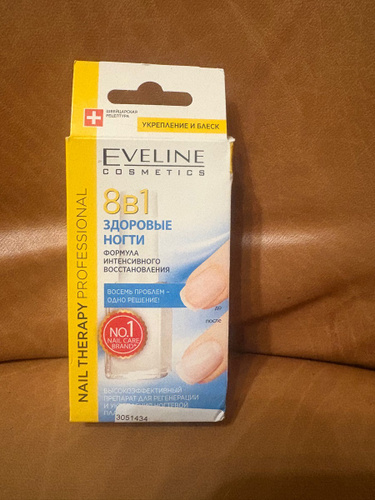 ШВЕЙЦАРСКАЯ
РЕЦЕПТУРА
УКРЕПЛЕНИЕ И БЛЕСК
EVELINE
COSMETICS
8в1
ЗДОРОВЫЕ
НОГТИ
ФОРМУЛА
ИНТЕНСИВНОГО
ВОССТАНОВЛЕНИЯ
ВОСЕМЬ ПРОБЛЕМ –
ОДНО РЕШЕНИЕ!
до
после
NO.1
NAIL CARE
BRAND*
NAIL THERAPY PROFESSIONAL
ВЫСОКОЭФФЕКТИВНЫЙ
ПРЕПАРАТ ДЛЯ РЕГЕНЕРАЦИИ
И
3051434